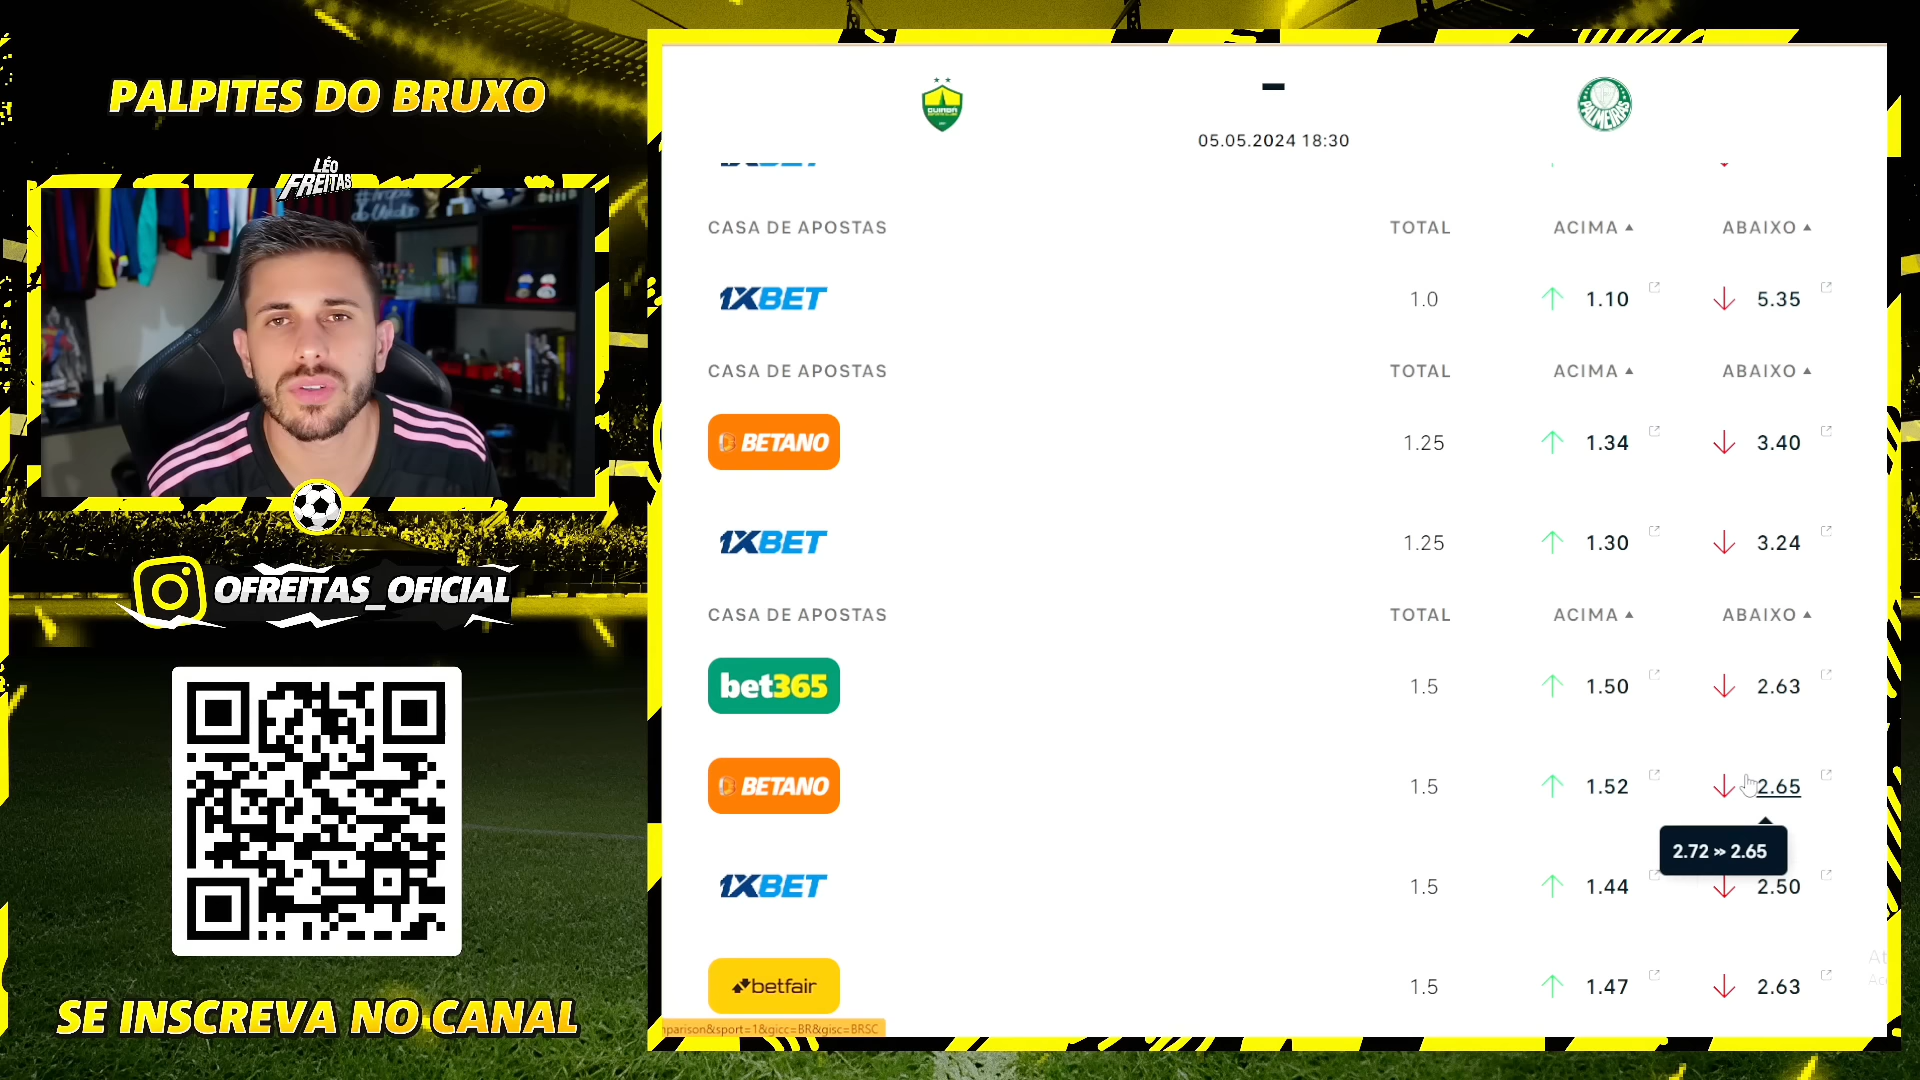 PALPITES DO BRUXO
LÉO
FREITAS
OFREITAS_OFICIAL
SE INSCREVA NO CANAL
CUIABÁ
PALMEIRAS
-
05.05.2024 18:30
1XBET
CASA DE APOSTAS TOTAL ACIMA ▲ ABAIXO ▲
1XBET 1.0 ↑ 1.10 ↓ 5.35
CASA DE APOSTAS TOTAL ACIMA ▲ ABAIXO ▲
BETANO 1.25 ↑ 1.34 ↓ 3.40
1XBET 1.25 ↑ 1.30 ↓ 3.24
CASA DE APOSTAS TOTAL ACIMA ▲ ABAIXO ▲
bet365 1.5 ↑ 1.50 ↓ 2.63
BETANO 1.5 ↑ 1.52 ↓ 2.65
2.72 » 2.65
1XBET 1.5 ↑ 1.44 ↓ 2.50
betfair 1.5 ↑ 1.47 ↓ 2.63
mparison&sport=1&gicc=BR&gisc=BRSC